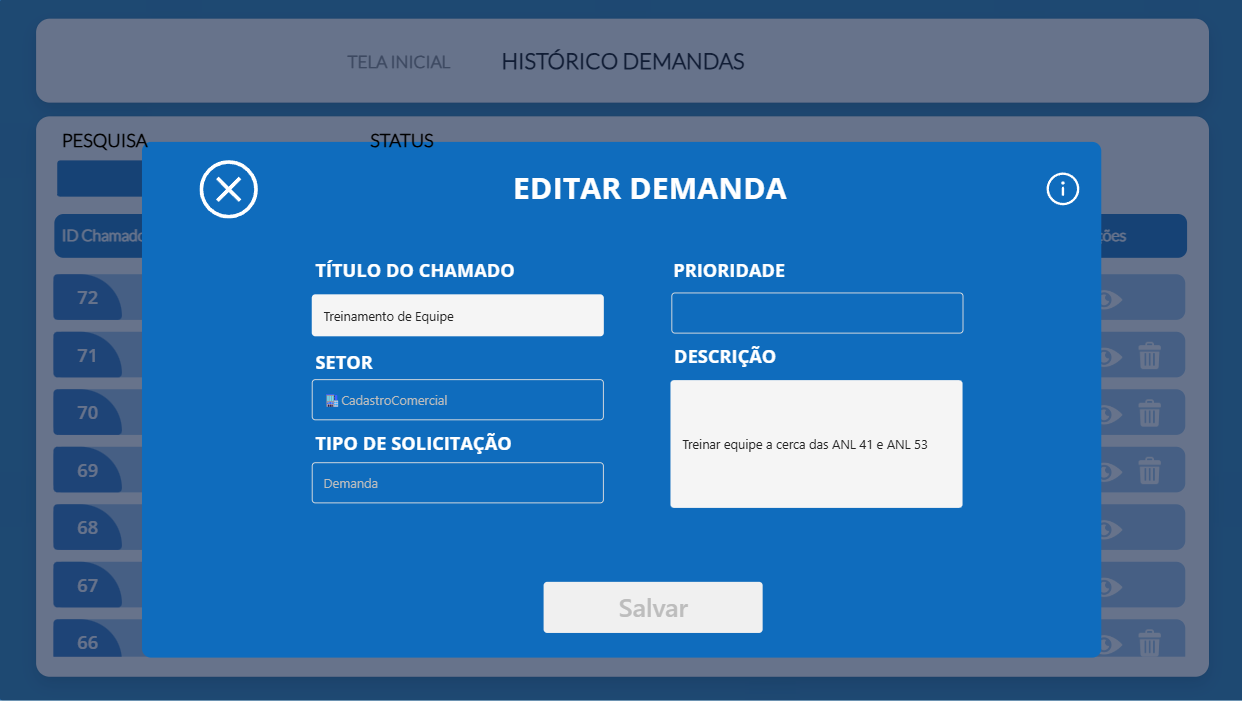 TELA INICIAL HISTÓRICO DEMANDAS
PESQUISA STATUS
EDITAR DEMANDA
ID Chamado
TÍTULO DO CHAMADO
Treinamento de Equipe
PRIORIDADE
SETOR
CadastroComercial
DESCRIÇÃO
Treinar equipe a cerca das ANL 41 e ANL 53
TIPO DE SOLICITAÇÃO
Demanda
72
71
70
69
68
67
66
Salvar